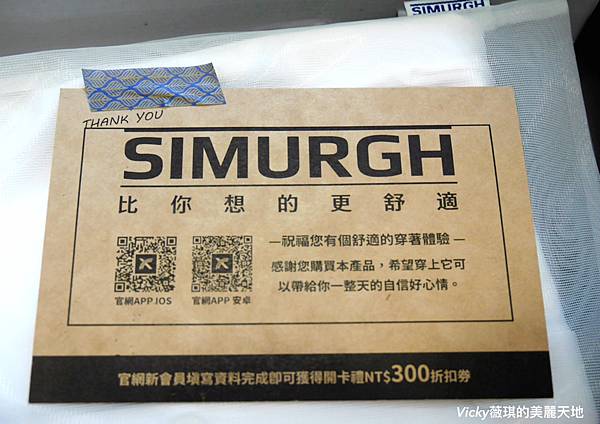 SIMURGH
THANK YOU
SIMURGH
比你想的更舒適
—祝福您有個舒適的穿著體驗—
感謝您購買本產品，希望穿上它可
以帶給你一整天的自信好心情。
官網APP IOS
官網APP 安卓
官網新會員填寫資料完成即可獲得開卡禮NT$300折扣券
Vicky薇琪的美麗天地